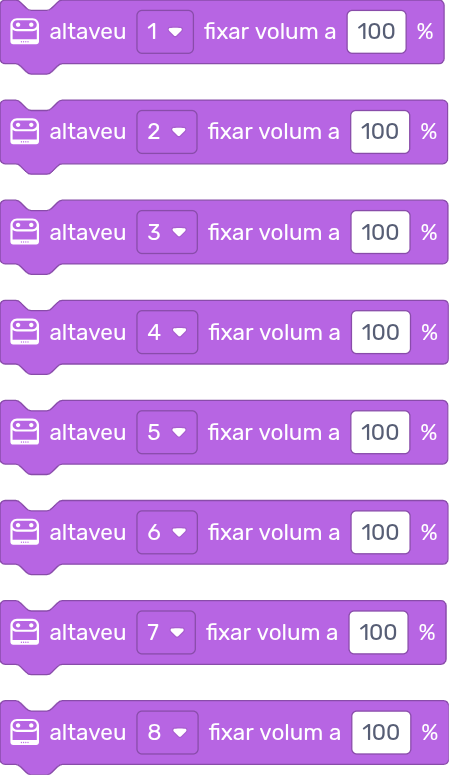 altaveu 1 fixar volum a 100 %
altaveu 2 fixar volum a 100 %
altaveu 3 fixar volum a 100 %
altaveu 4 fixar volum a 100 %
altaveu 5 fixar volum a 100 %
altaveu 6 fixar volum a 100 %
altaveu 7 fixar volum a 100 %
altaveu 8 fixar volum a 100 %